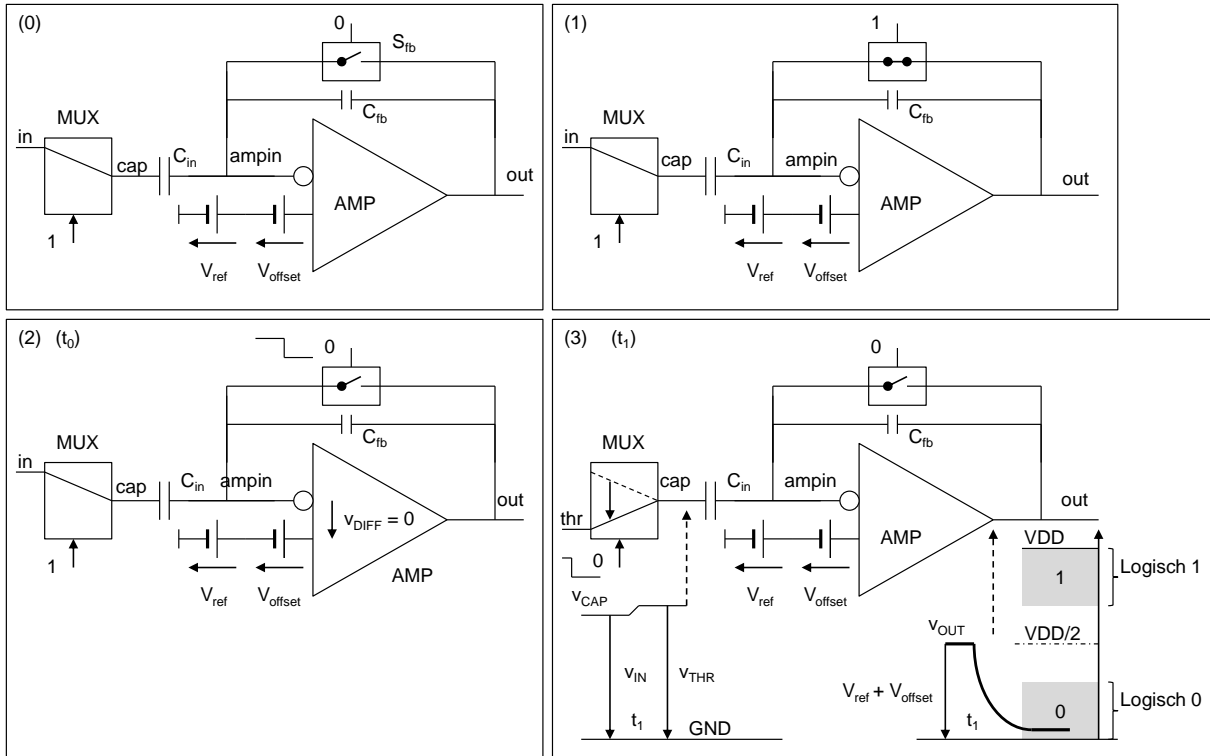 (0)
0
S_fb
C_fb
MUX
in
cap
C_in
ampin
AMP
out
1
V_ref
V_offset
(1)
1
C_fb
MUX
in
cap
C_in
ampin
AMP
out
1
V_ref
V_offset
(2) (t_0)
0
C_fb
MUX
in
cap
C_in
ampin
v_DIFF = 0
out
AMP
1
V_ref
V_offset
(3) (t_1)
0
C_fb
MUX
cap
C_in
ampin
out
thr
AMP
0
V_ref
V_offset
v_CAP
v_IN
v_THR
t_1
GND
VDD
1
Logisch 1
v_OUT
VDD/2
V_ref + V_offset
t_1
0
Logisch 0